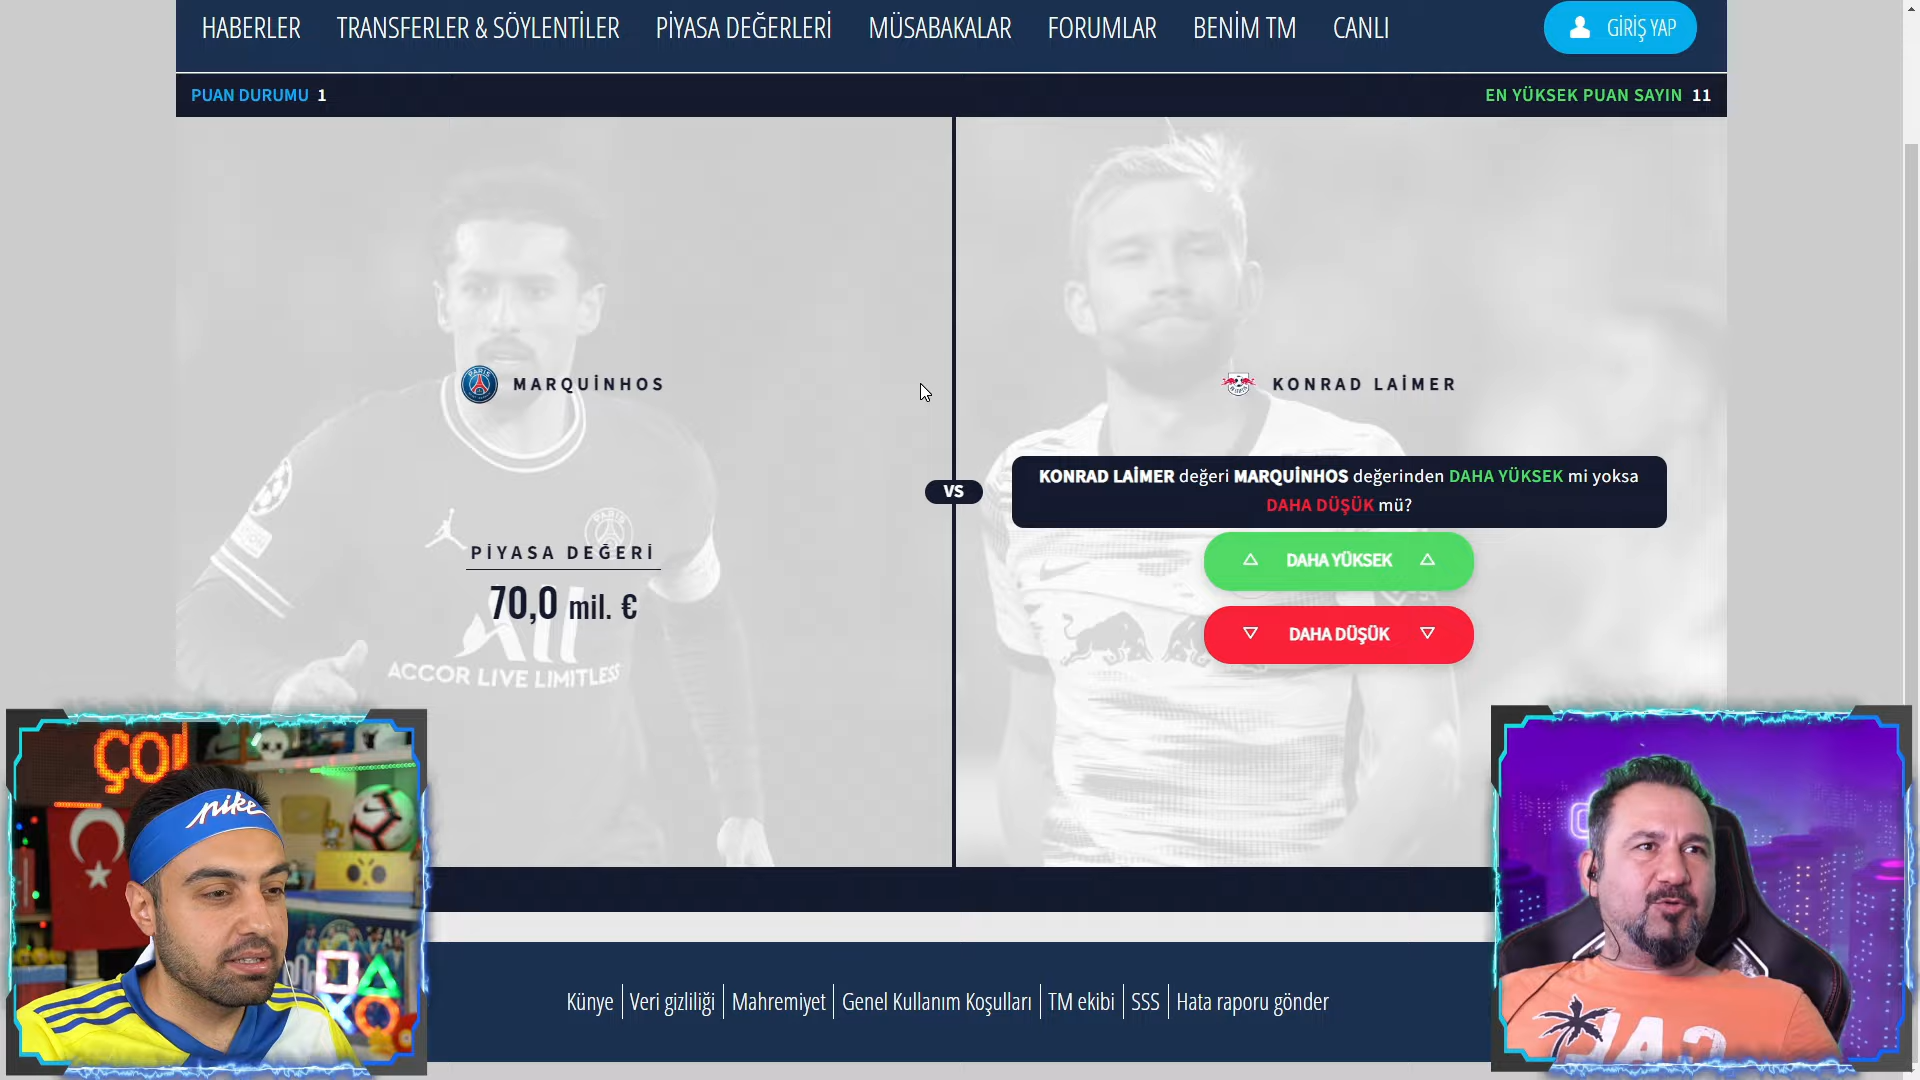 HABERLER TRANSFERLER & SÖYLENTİLER PİYASA DEĞERLERİ MÜSABAKALAR FORUMLAR BENİM TM CANLI GİRİŞ YAP
PUAN DURUMU 1
EN YÜKSEK PUAN SAYIN 11
MARQUİNHOS
KONRAD LAİMER
VS
KONRAD LAİMER değeri MARQUİNHOS değerinden DAHA YÜKSEK mi yoksa
DAHA DÜŞÜK mü?
DAHA YÜKSEK
DAHA DÜŞÜK
PİYASA DEĞERİ
70,0 mil. €
ACCOR LIVE LIMITLESS
ÇOK
nike
Künye Veri gizliliği Mahremiyet Genel Kullanım Koşulları TM ekibi SSS Hata raporu gönder